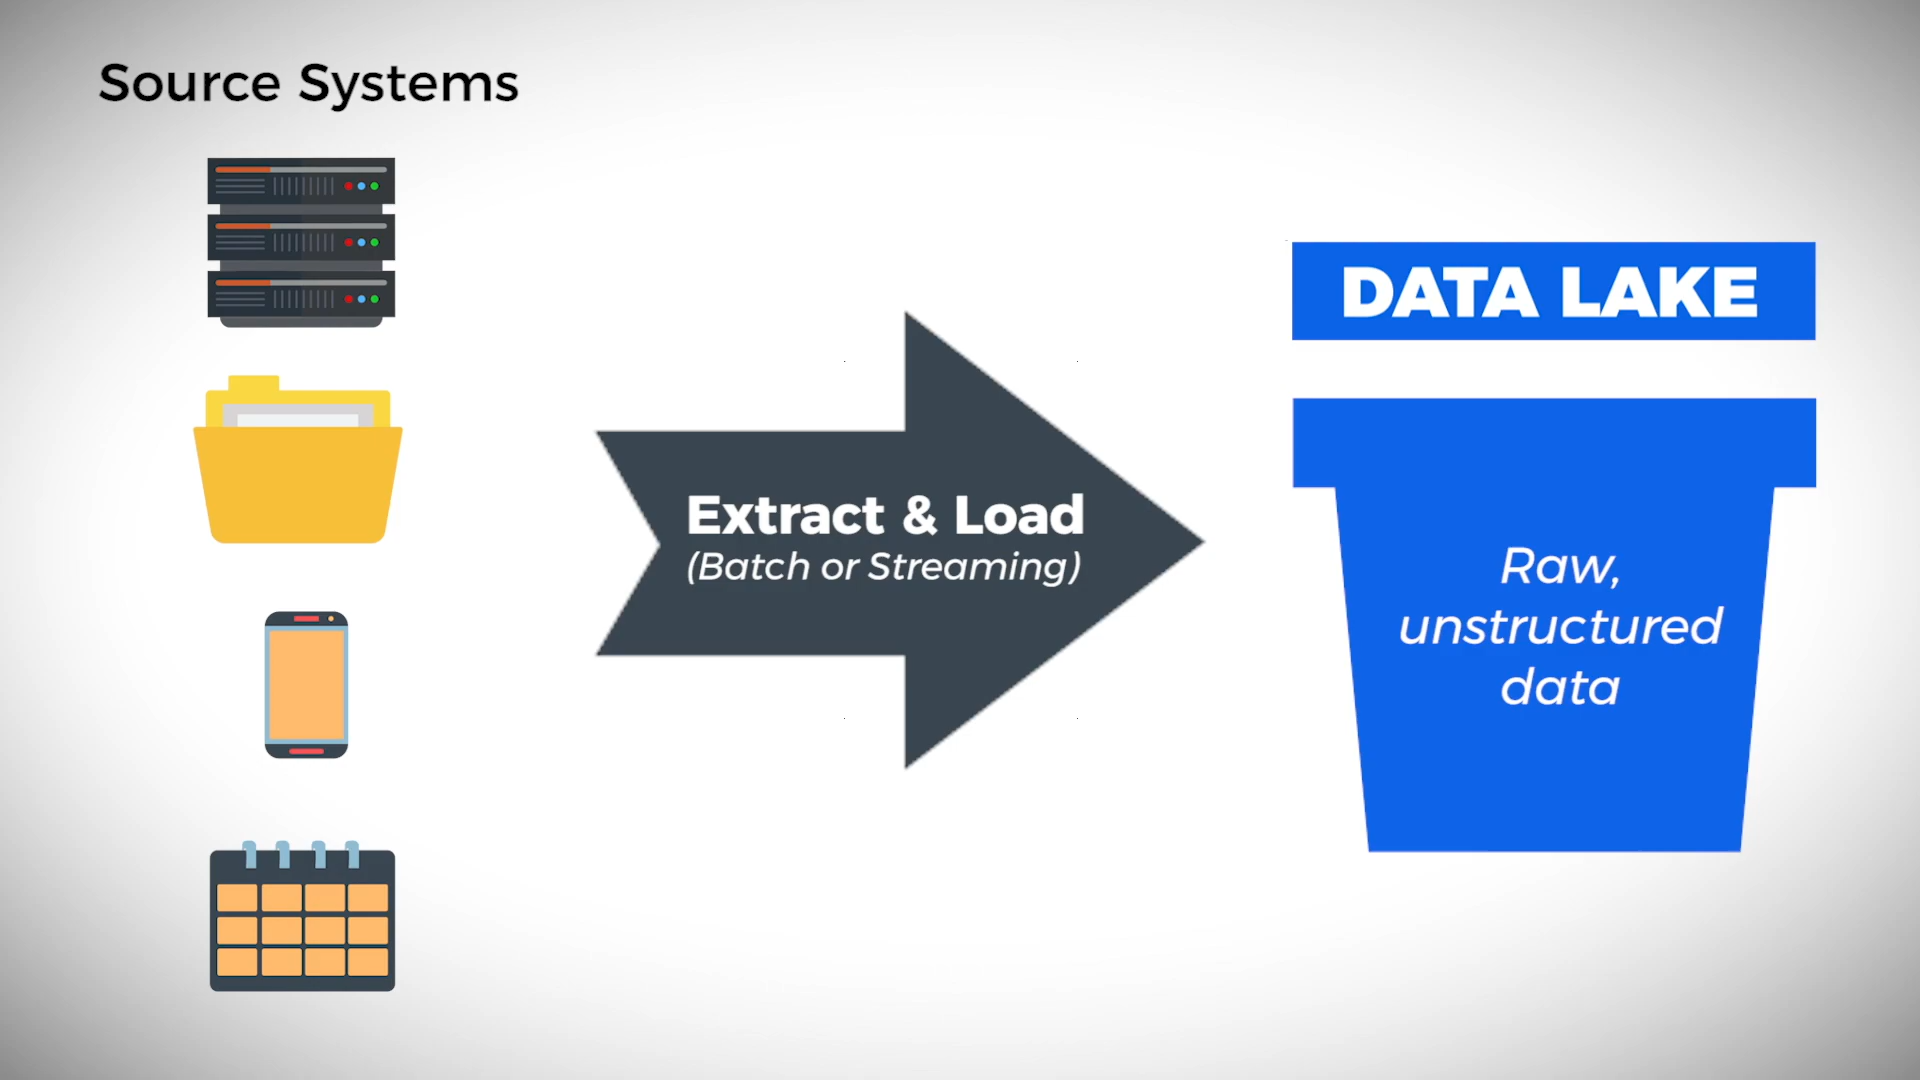 Source Systems
Extract & Load
(Batch or Streaming)
DATA LAKE
Raw,
unstructured
data